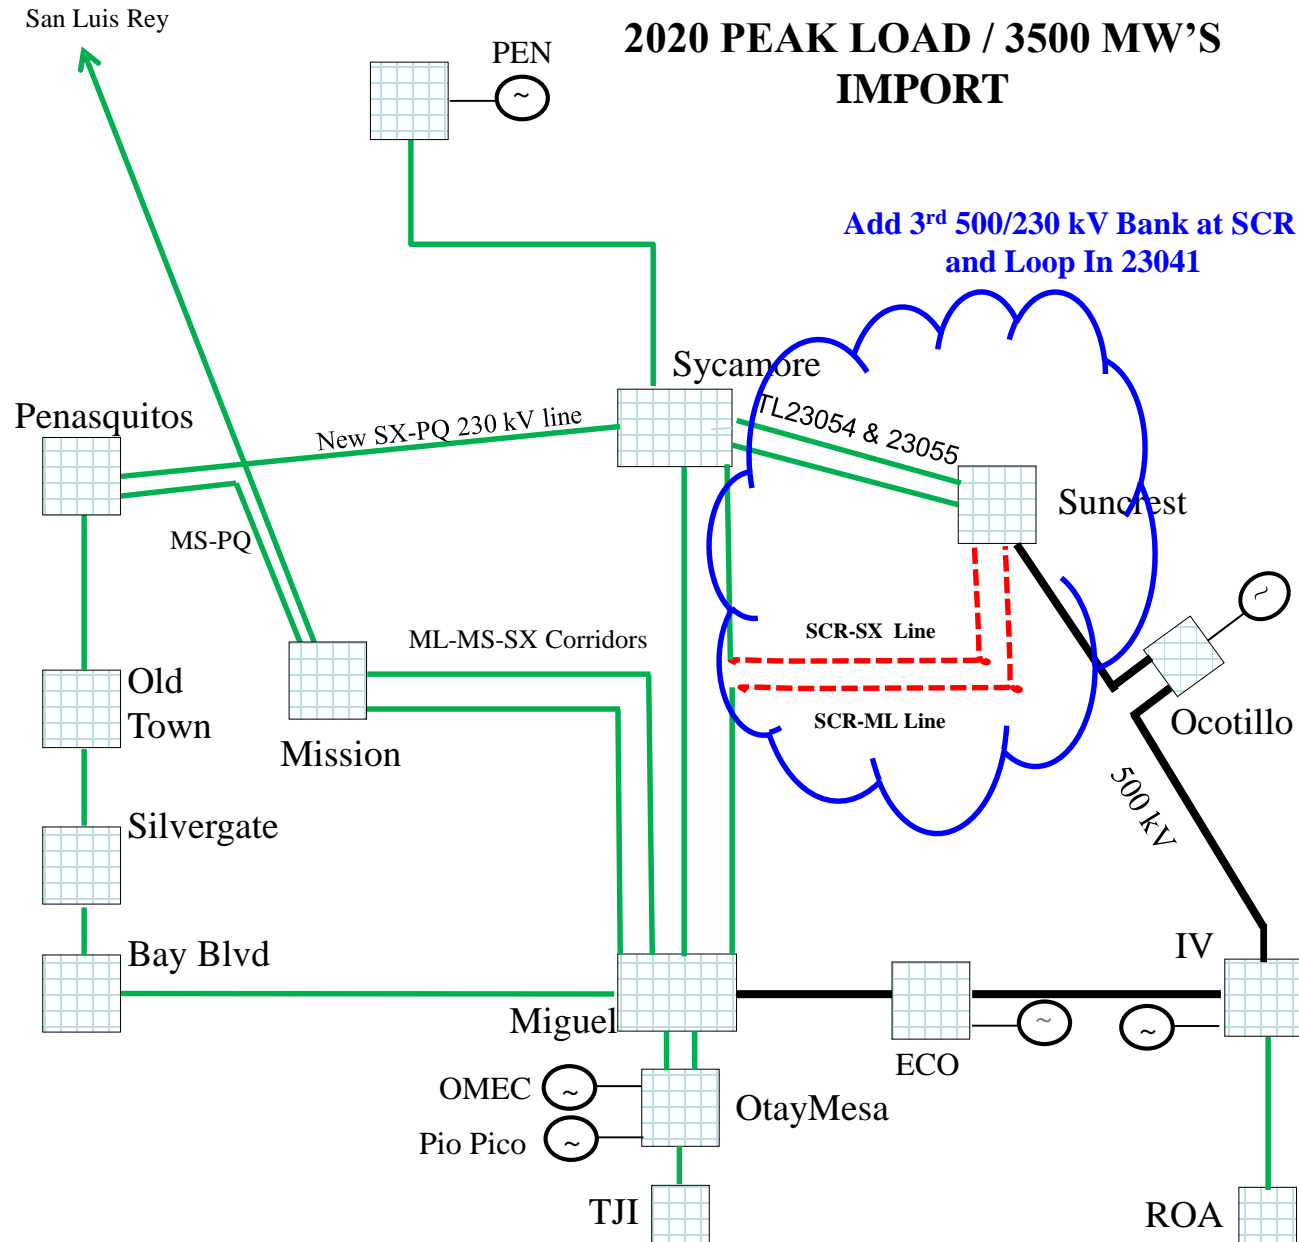 San Luis Rey
2020 PEAK LOAD / 3500 MW'S
IMPORT
PEN
~
Add 3rd 500/230 kV Bank at SCR
and Loop In 23041
Sycamore
Penasquitos
New SX-PQ 230 kV line
TL23054 & 23055
Suncrest
MS-PQ
~
ML-MS-SX Corridors
SCR-SX Line
Old
Town
SCR-ML Line
Ocotillo
Mission
500 kV
Silvergate
Bay Blvd
IV
Miguel
~
~
ECO
OMEC
~
OtayMesa
Pio Pico
~
TJI
ROA